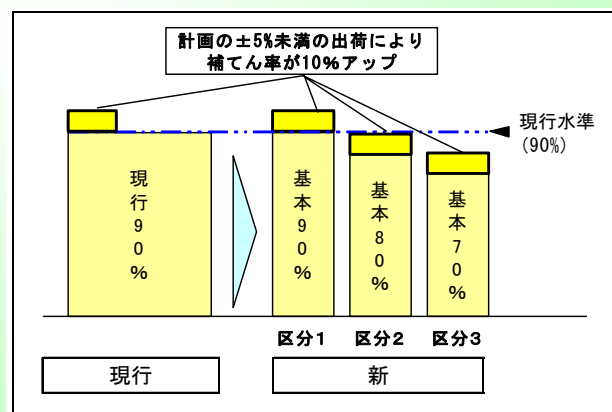 計画の±5%未満の出荷により
補てん率が10%アップ
現行水準
(90%)
現行90%
基本90%
基本80%
基本70%
区分1
区分2
区分3
現行
新